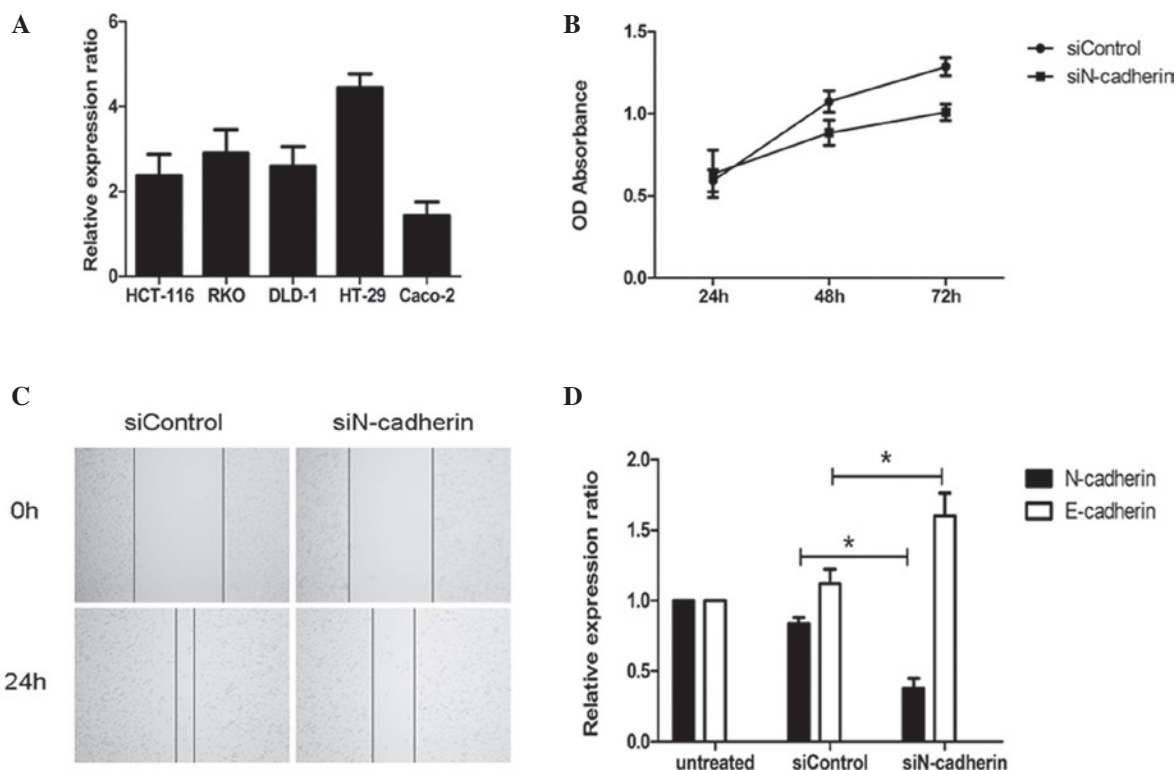 A
Relative expression ratio
6
4
2
0
HCT-116 RKO DLD-1 HT-29 Caco-2
B
OD Absorbance
1.5
1.0
0.5
0.0
24h 48h 72h
siControl
siN-cadherin
C
siControl siN-cadherin
0h
24h
D
Relative expression ratio
2.0
1.5
1.0
0.5
0.0
* 
*
untreated siControl siN-cadherin
N-cadherin
E-cadherin